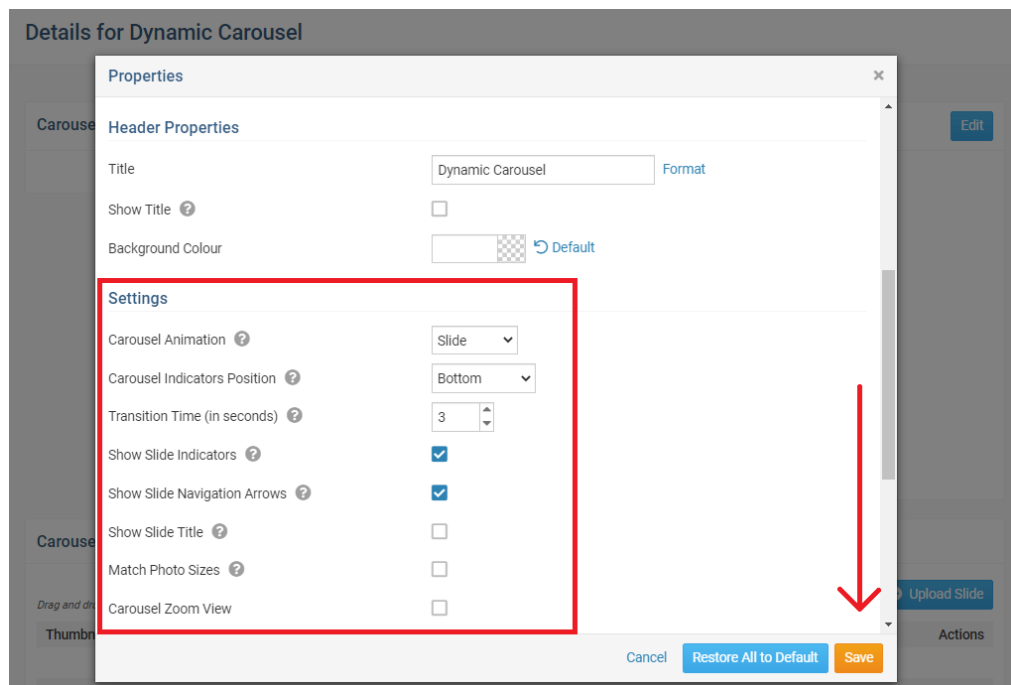 Details for Dynamic Carousel
Properties
×
Carouse
Edit
Header Properties
Title
Dynamic Carousel
Format
Show Title ?
Background Colour
Default
Settings
Carousel Animation ?
Slide
Carousel Indicators Position ?
Bottom
Transition Time (in seconds) ?
3
Show Slide Indicators ?
Show Slide Navigation Arrows ?
Show Slide Title ?
Carouse
Match Photo Sizes ?
Drag and dr
Upload Slide
Carousel Zoom View
Thumbn
Actions
Cancel
Restore All to Default
Save